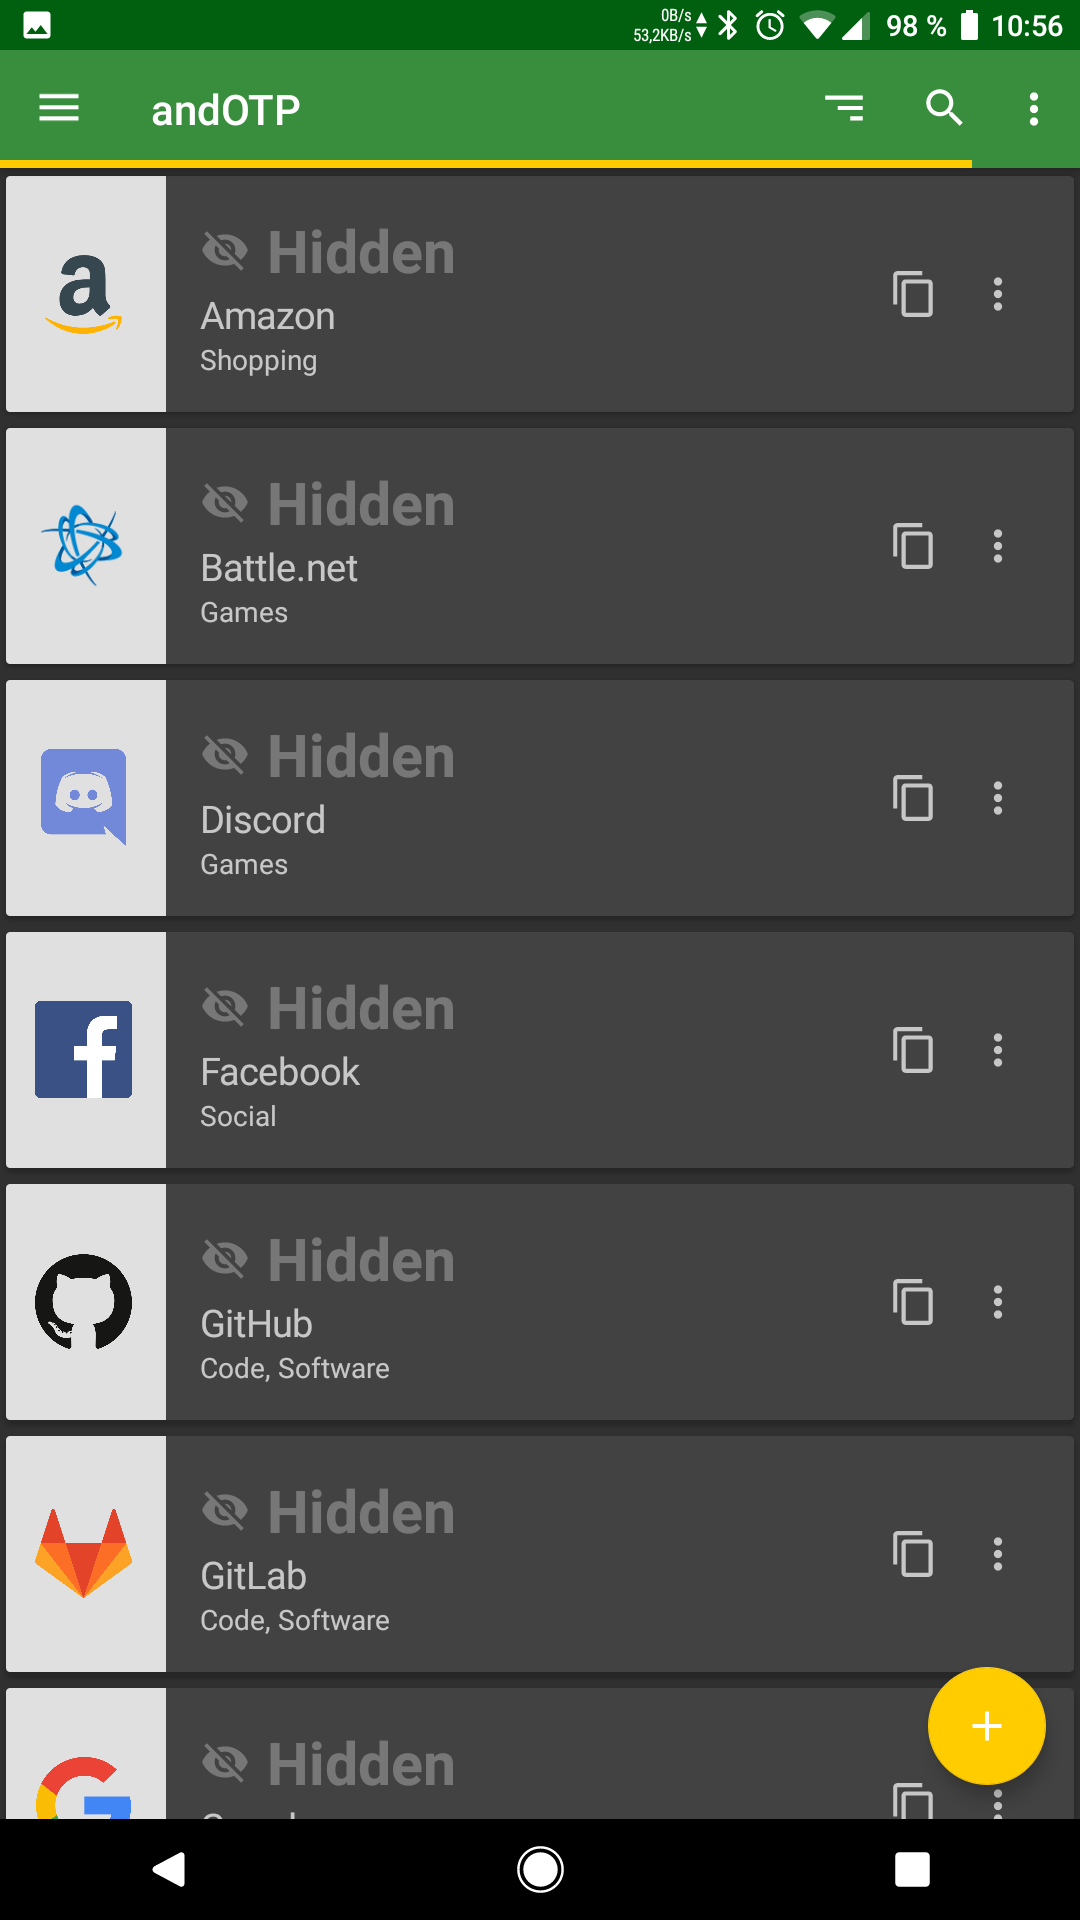 0B/s
53,2KB/s
98 % 10:56
andOTP
Hidden
Amazon
Shopping
Hidden
Battle.net
Games
Hidden
Discord
Games
Hidden
Facebook
Social
Hidden
GitHub
Code, Software
Hidden
GitLab
Code, Software
Hidden